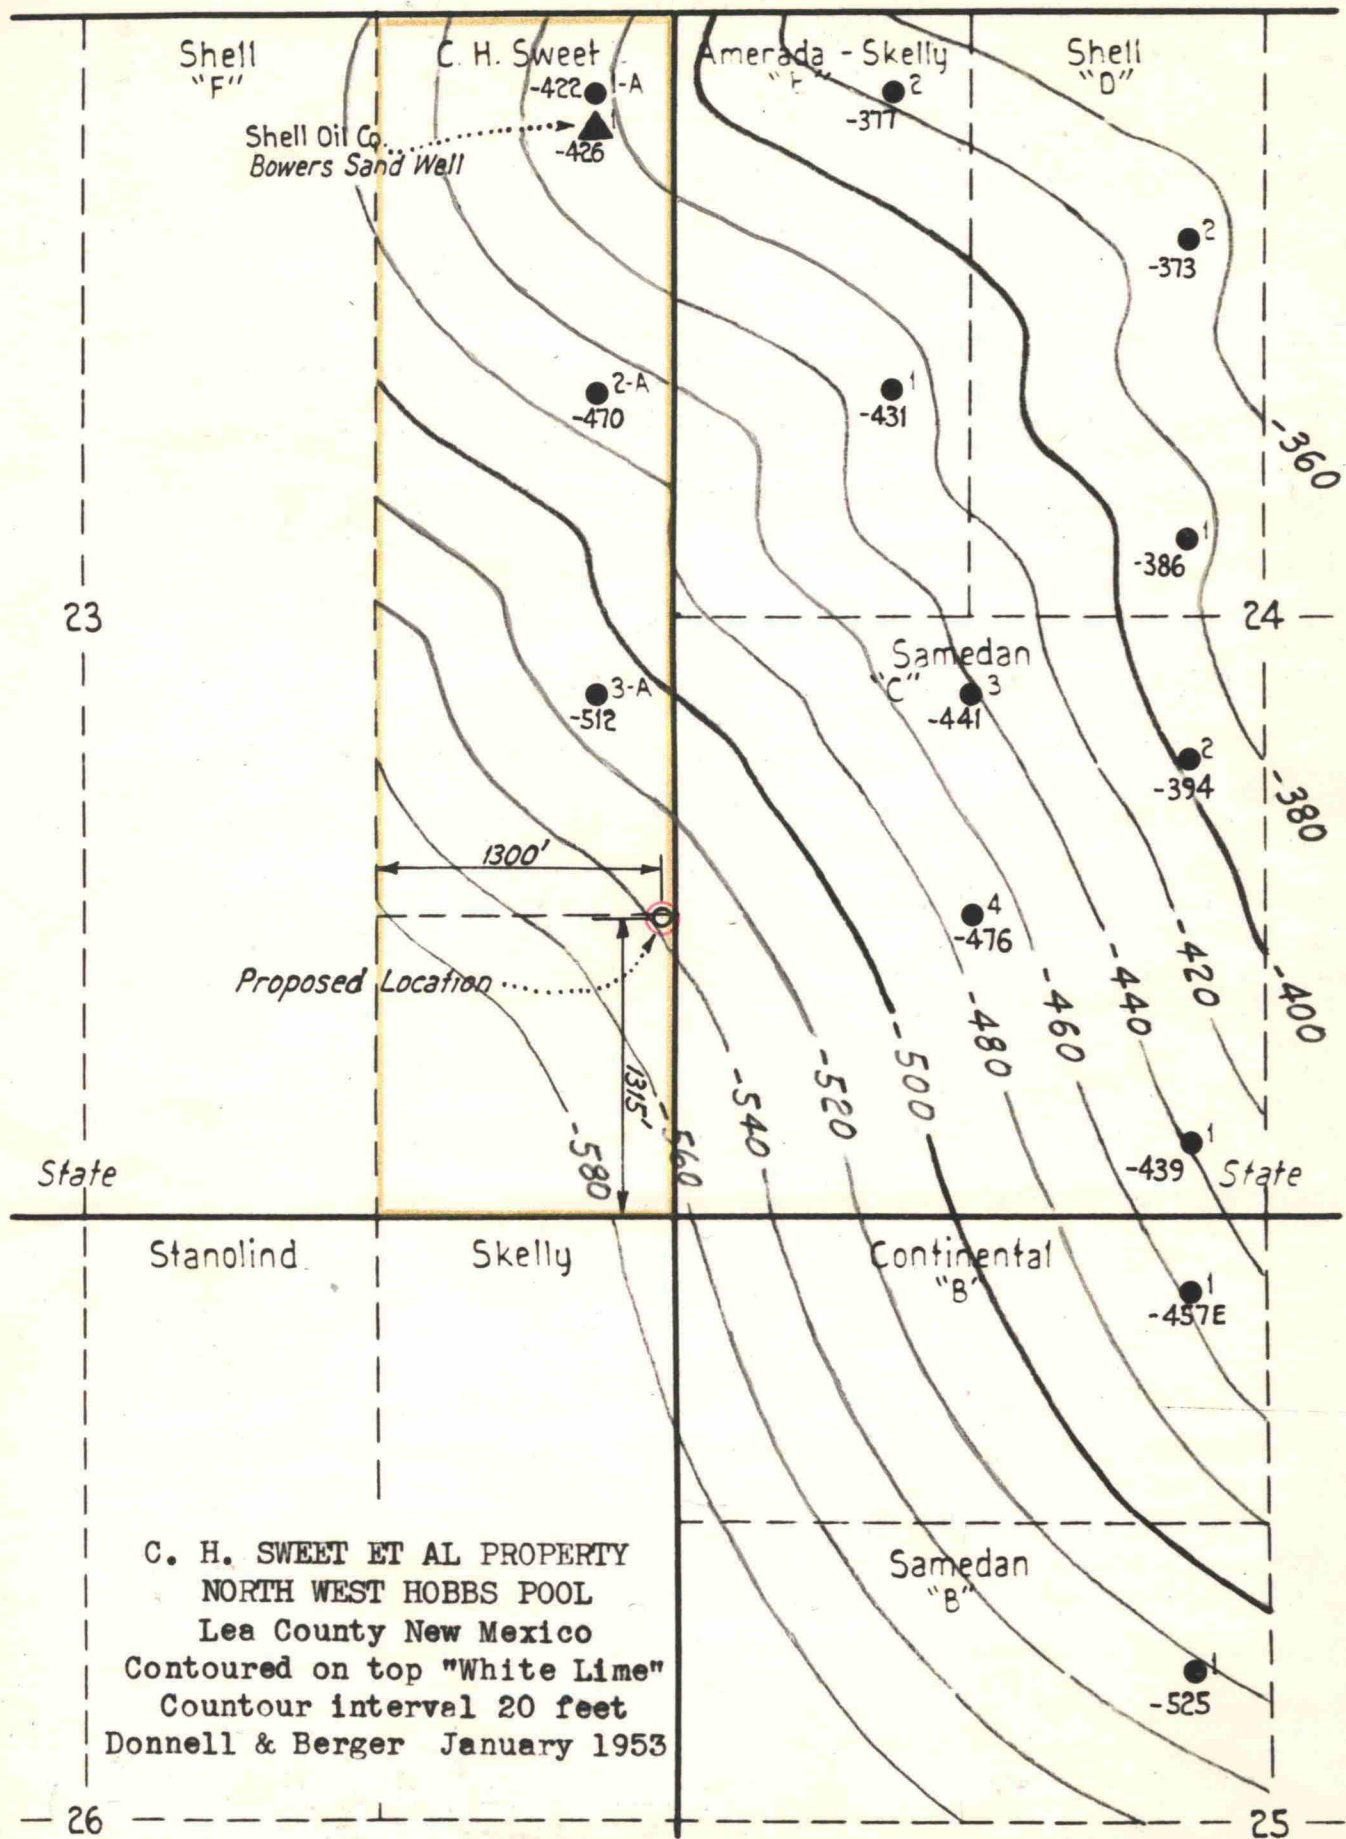 Shell
"F"
C. H. Sweet
Amerada - Skelly
Shell
"D"
-422
1-A
2
-377
Shell Oil Co.
Bowers Sand Well
1
-426
2
-373
2-A
-470
1
-431
-360
1
-386
23
24
Samedan
"C"
3
-441
3-A
-512
2
-394
-380
1300'
4
-476
Proposed Location
-400
-420
-440
-460
-480
-500
-520
-540
-560
-580
1315'
1
-439
State
State
Stanolind
Skelly
Continental
"B"
1
-457E
Samedan
"B"
1
-525
C. H. SWEET ET AL PROPERTY
NORTH WEST HOBBS POOL
Lea County New Mexico
Contoured on top "White Lime"
Countour interval 20 feet
Donnell & Berger January 1953
26
25